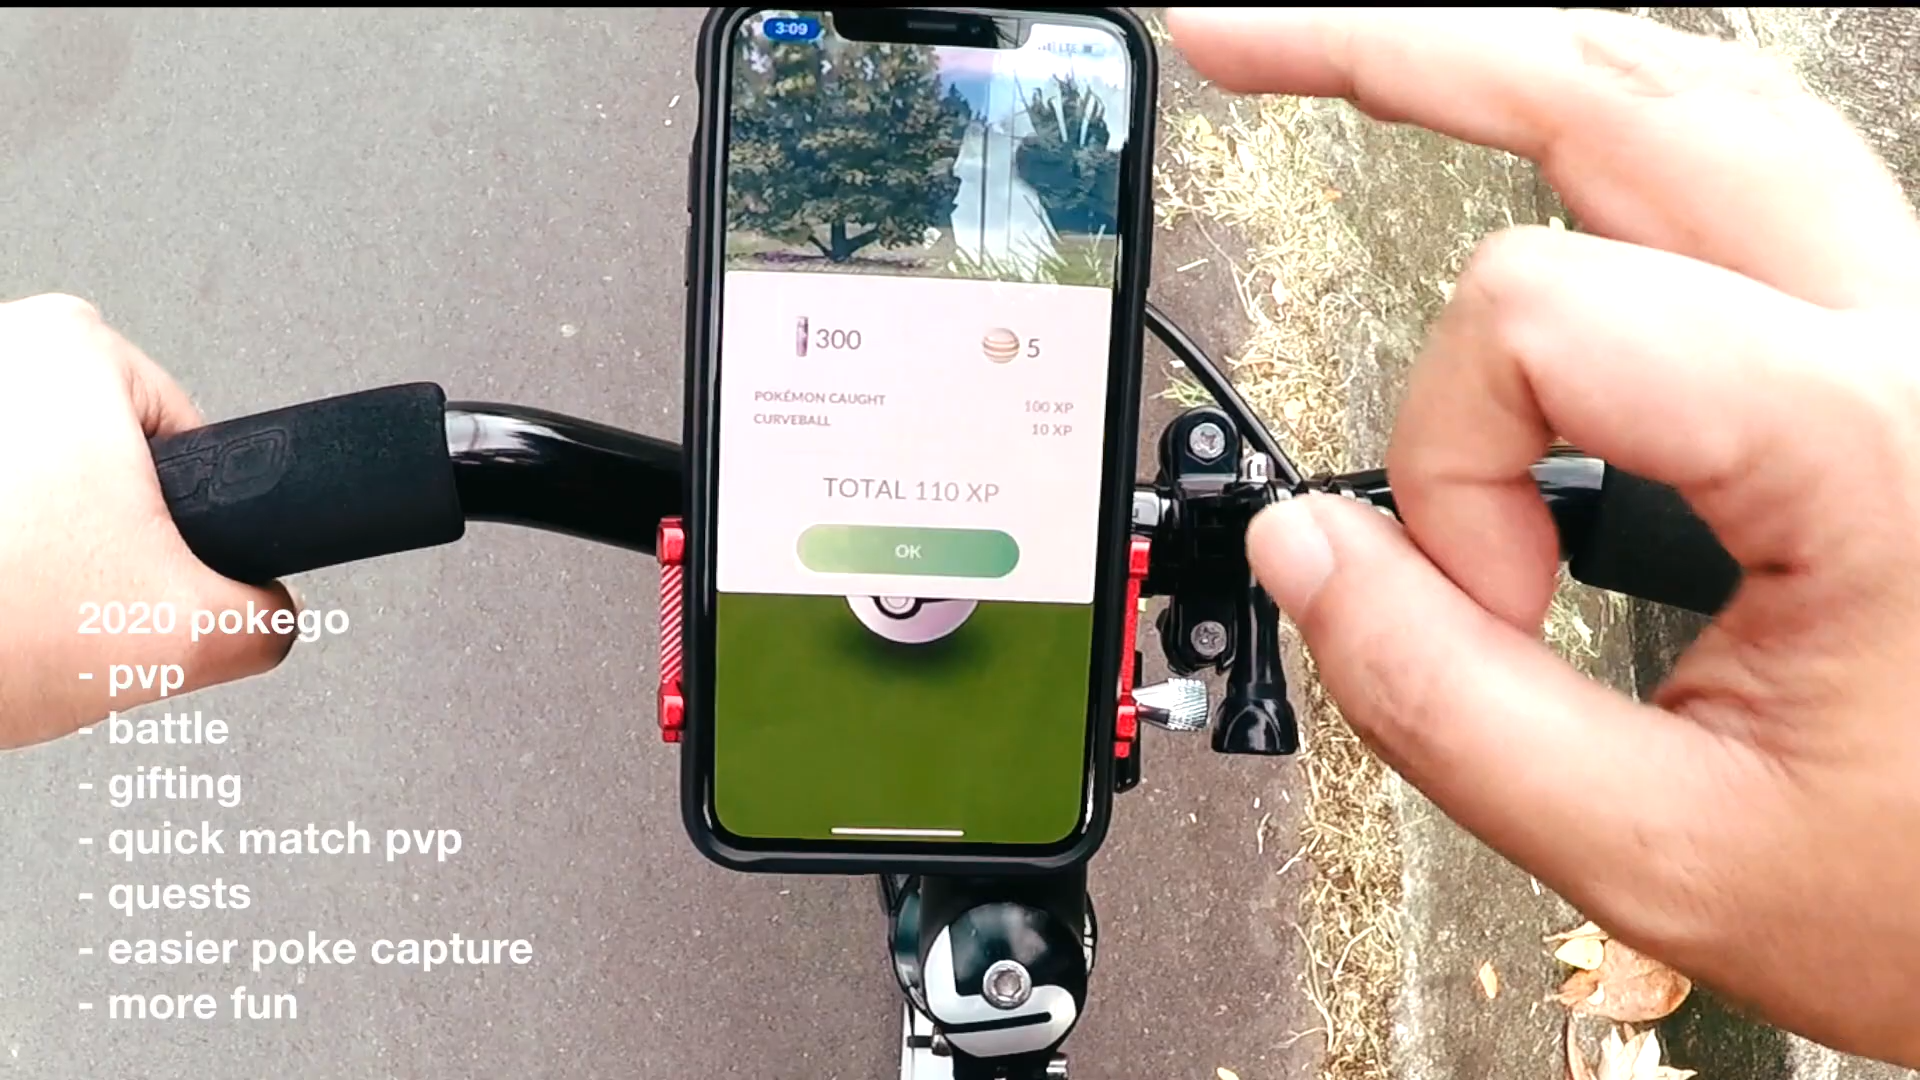 3:09
LTE
300
5
POKÉMON CAUGHT 100 XP
CURVEBALL 10 XP
TOTAL 110 XP
OK
2020 pokego
- pvp
- battle
- gifting
- quick match pvp
- quests
- easier poke capture
- more fun